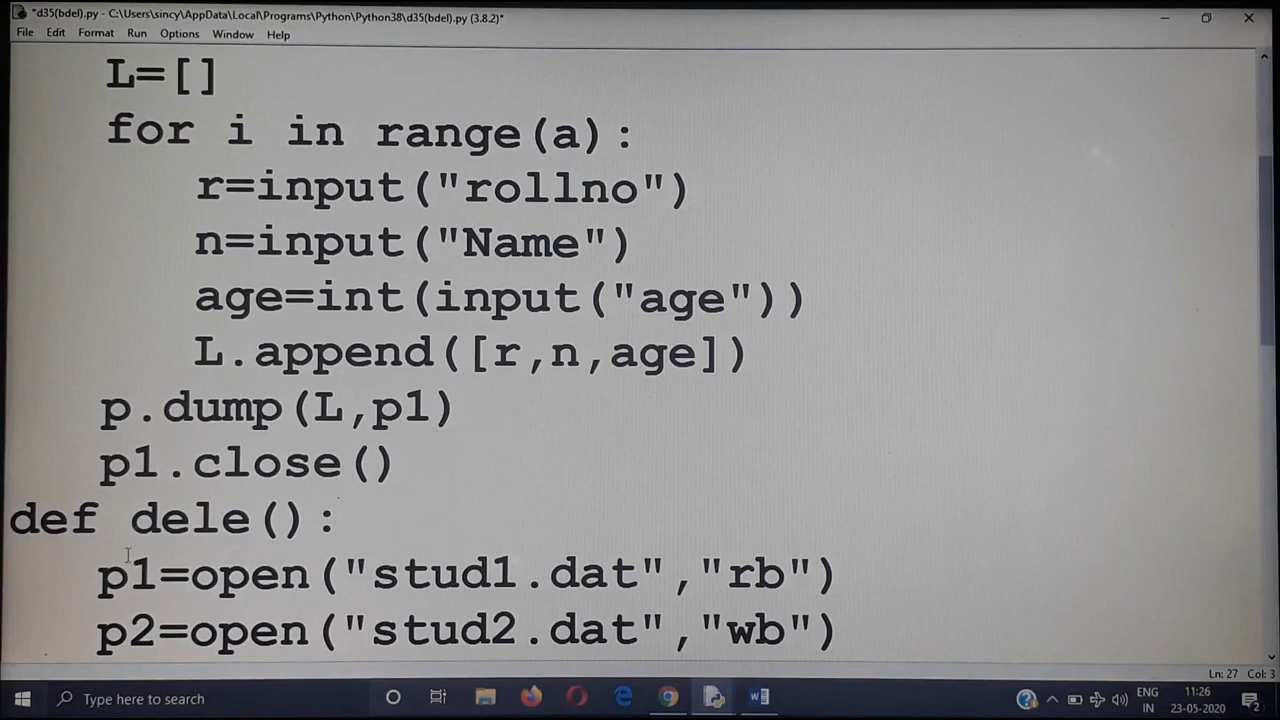 *d35(bdel).py - C:\Users\sincy\AppData\Local\Programs\Python\Python38\d35(bdel).py (3.8.2)*
File Edit Format Run Options Window Help
L=[]
for i in range(a):
r=input("rollno")
n=input("Name")
age=int(input("age"))
L.append([r,n,age])
p.dump(L,p1)
p1.close()
def dele():
p1=open("stud1.dat","rb")
p2=open("stud2.dat","wb")
Ln: 27 Col: 3
Type here to search
ENG
IN
11:26
23-05-2020
2